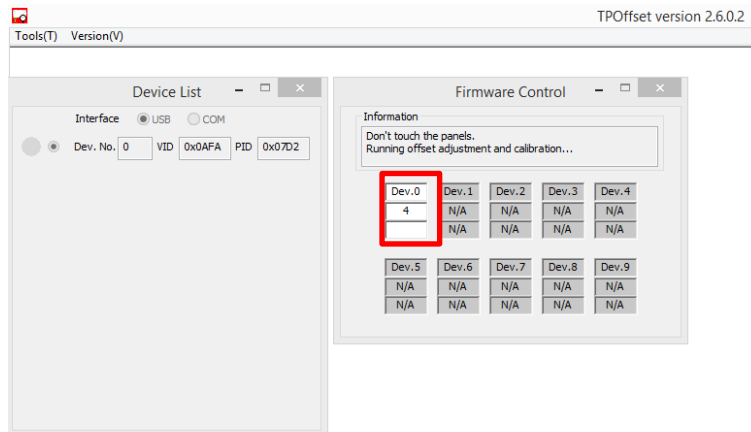 TPOffset version 2.6.0.2
Tools(T) Version(V)
Device List
Interface USB COM
Dev. No. 0 VID 0x0AFA PID 0x07D2
Firmware Control
Information
Don't touch the panels.
Running offset adjustment and calibration...
Dev.0 Dev.1 Dev.2 Dev.3 Dev.4
4 N/A N/A N/A N/A
N/A N/A N/A N/A
Dev.5 Dev.6 Dev.7 Dev.8 Dev.9
N/A N/A N/A N/A N/A
N/A N/A N/A N/A N/A